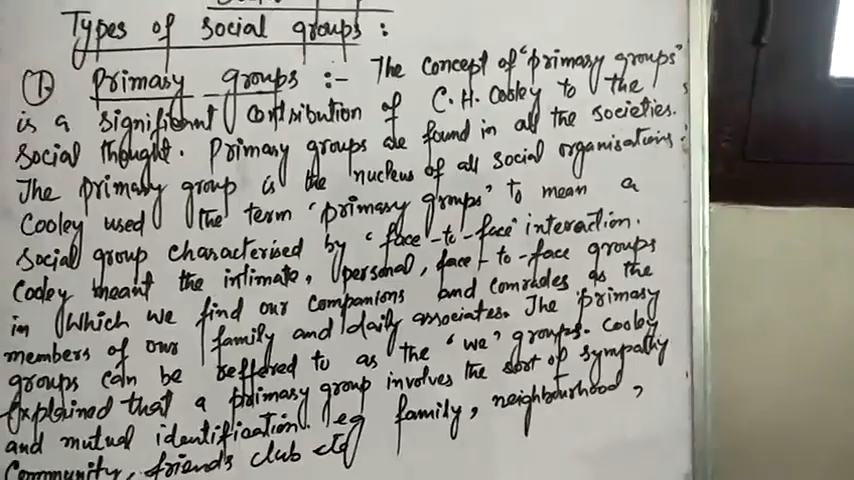 Types of social groups :
① Primary groups :- The concept of "primary groups"
is a significant contribution of C. H. Cooley to the
social thought. Primary groups are found in all the societies.
The primary group is the nucleus of all social organisations.
Cooley used the term "primary groups" to mean a
social group characterised by "face-to-face" interaction.
Cooley meant the intimate, personal, face-to-face groups
in which we find our companions and comrades as the
members of our family and daily associates. The primary
groups can be reffered to as the "we" groups. Cooley
explained that a primary group involves the sort of sympathy
and mutual identification. eg family, neighbourhood,
Community, friends club etc